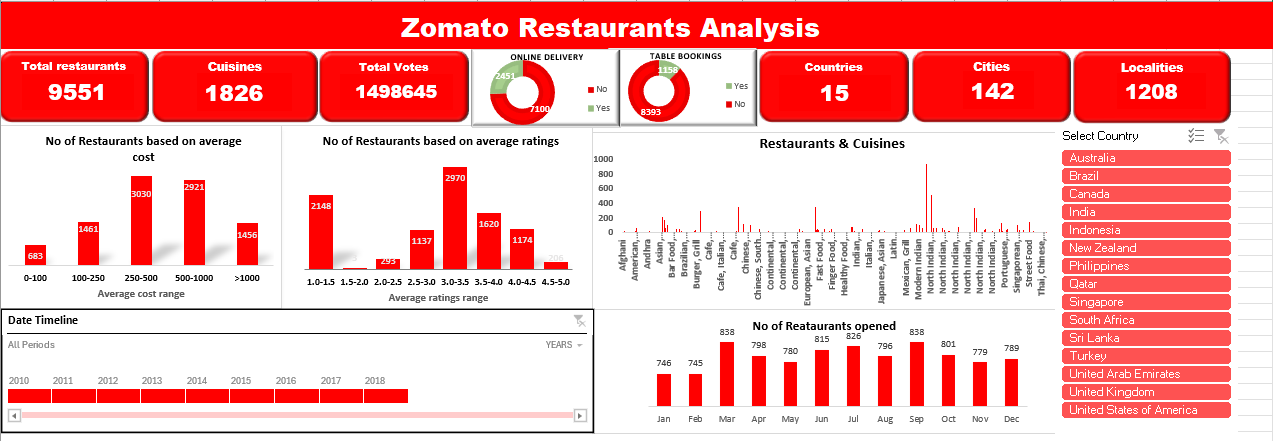 Zomato Restaurants Analysis
Total restaurants
9551
Cuisines
1826
Total Votes
1498645
ONLINE DELIVERY
2451
7100
No
Yes
TABLE BOOKINGS
1158
8393
Yes
No
Countries
15
Cities
142
Localities
1208
No of Restaurants based on average
cost
683
1461
3030
2921
1456
0-100
100-250
250-500
500-1000
>1000
Average cost range
No of Restaurants based on average ratings
2148
293
1137
2970
1620
1174
208
1.0-1.5
1.5-2.0
2.0-2.5
2.5-3.0
3.0-3.5
3.5-4.0
4.0-4.5
4.5-5.0
Average ratings range
Restaurants & Cuisines
1000
800
600
400
200
0
Afghani
American,…
Andhra
Asian,…
Bar Food,…
Brazilian,…
Burger, Grill
Cafe,…
Cafe, Italian,…
Cafe,…
Chinese,…
Chinese, South…
Continental,…
Continental,…
Continental,…
European, Asian
Fast Food,…
Finger Food,…
Healthy Food,…
Indian,…
Italian,…
Japanese, Asian
Latin…
Mexican, Grill
Modern Indian
North Indian,…
North Indian,…
North Indian,…
North Indian,…
North Indian,…
North Indian,…
Portuguese,…
Singaporean,…
Street Food
Thai, Chinese,…
Select Country
Australia
Brazil
Canada
India
Indonesia
New Zealand
Philippines
Qatar
Singapore
South Africa
Sri Lanka
Turkey
United Arab Emirates
United Kingdom
United States of America
Date Timeline
All Periods
YEARS
2010
2011
2012
2013
2014
2015
2016
2017
2018
No of Reataurants opened
746
745
838
798
780
815
826
796
838
801
779
789
Jan
Feb
Mar
Apr
May
Jun
Jul
Aug
Sep
Oct
Nov
Dec